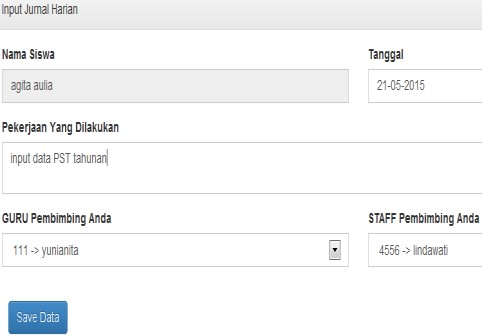 Input Jurnal Harian
Nama Siswa
Tanggal
agita aulia
21-05-2015
Pekerjaan Yang Dilakukan
input data PST tahunan
GURU Pembimbing Anda
STAFF Pembimbing Anda
111 -> yunianita
4556 -> lindawati
Save Data